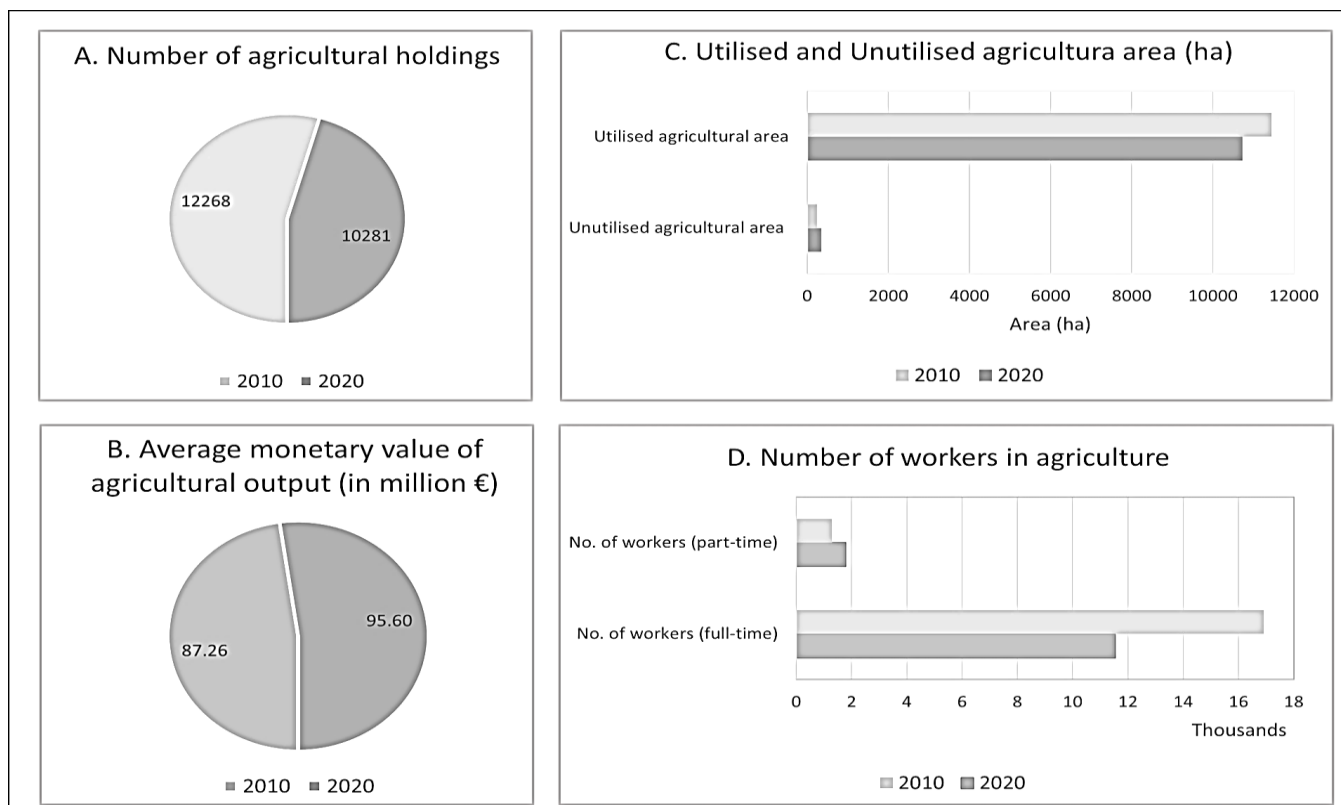 A. Number of agricultural holdings
12268
10281
2010 2020
B. Average monetary value of
agricultural output (in million €)
87.26
95.60
2010 2020
C. Utilised and Unutilised agricultura area (ha)
Utilised agricultural area
Unutilised agricultural area
0 2000 4000 6000 8000 10000 12000
Area (ha)
2010 2020
D. Number of workers in agriculture
No. of workers (part-time)
No. of workers (full-time)
0 2 4 6 8 10 12 14 16 18
Thousands
2010 2020